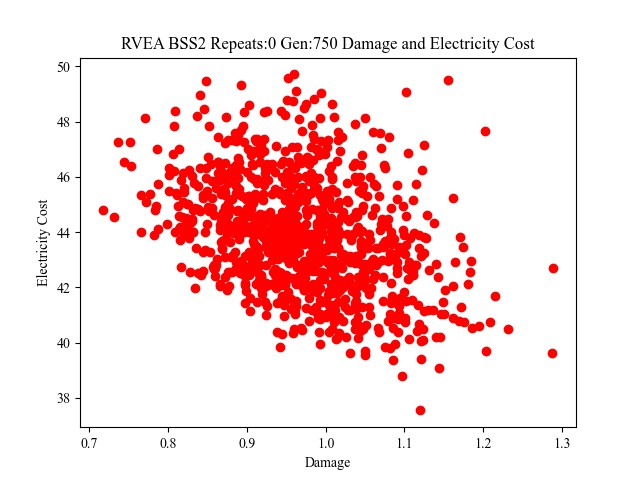 RVEA BSS2 Repeats:0 Gen:750 Damage and Electricity Cost
50
48
46
44
42
40
38
Electricity Cost
0.7 0.8 0.9 1.0 1.1 1.2 1.3
Damage